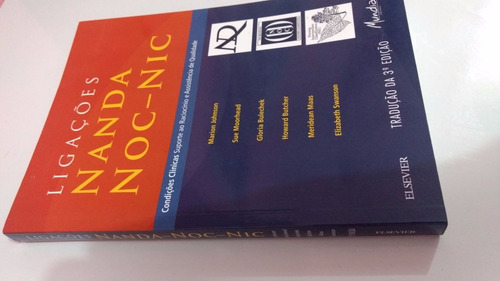 LIGAÇÕES
NANDA
NOC-NIC
Condições Clínicas Suporte ao Raciocínio e Assistência de Qualidade
Marion Johnson
Sue Moorhead
Gloria Bulechek
Howard Butcher
Meridean Maas
Elizabeth Swanson
TRADUÇÃO DA 3ª EDIÇÃO
ELSEVIER
LIGAÇÕES NANDA-NOC-NIC
ELSEVIER